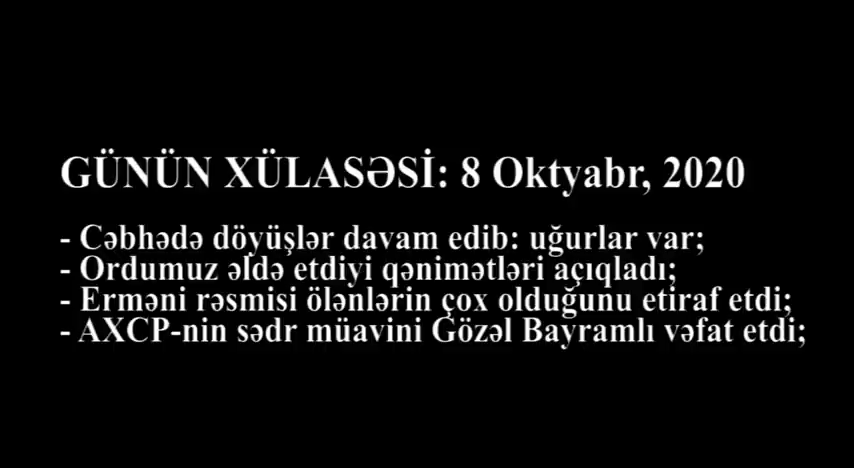 GÜNÜN XÜLASƏSİ: 8 Oktyabr, 2020
- Cəbhədə döyüşlər davam edib: uğurlar var;
- Ordumuz əldə etdiyi qənimətləri açıqladı;
- Erməni rəsmisi ölənlərin çox olduğunu etiraf etdi;
- AXCP-nin sədr müavini Gözəl Bayramlı vəfat etdi;